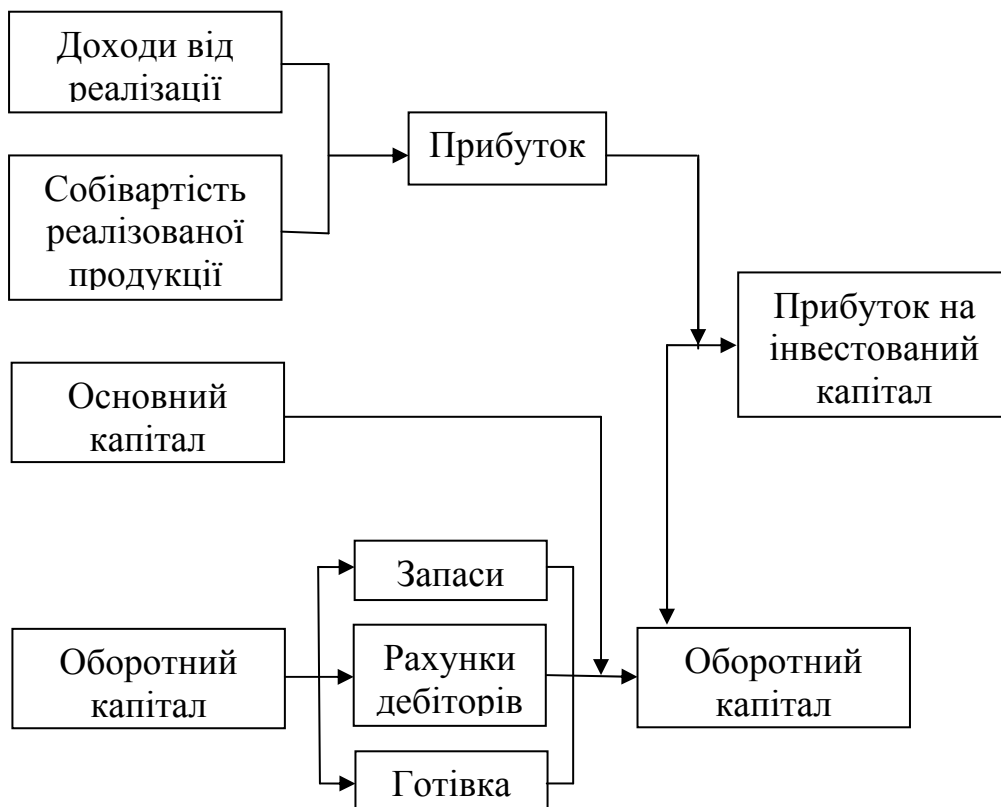 Доходи від
реалізації
Прибуток
Собівартість
реалізованої
продукції
Прибуток на
інвестований
капітал
Основний
капітал
Запаси
Оборотний
капітал
Рахунки
дебіторів
Оборотний
капітал
Готівка